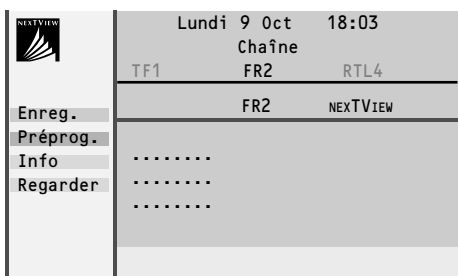 NEXTVIEW
Lundi 9 Oct 18:03
Chaîne
TF1 FR2 RTL4
FR2 NEXTVIEW
Enreg.
Préprog.
Info ........
Regarder ........
........